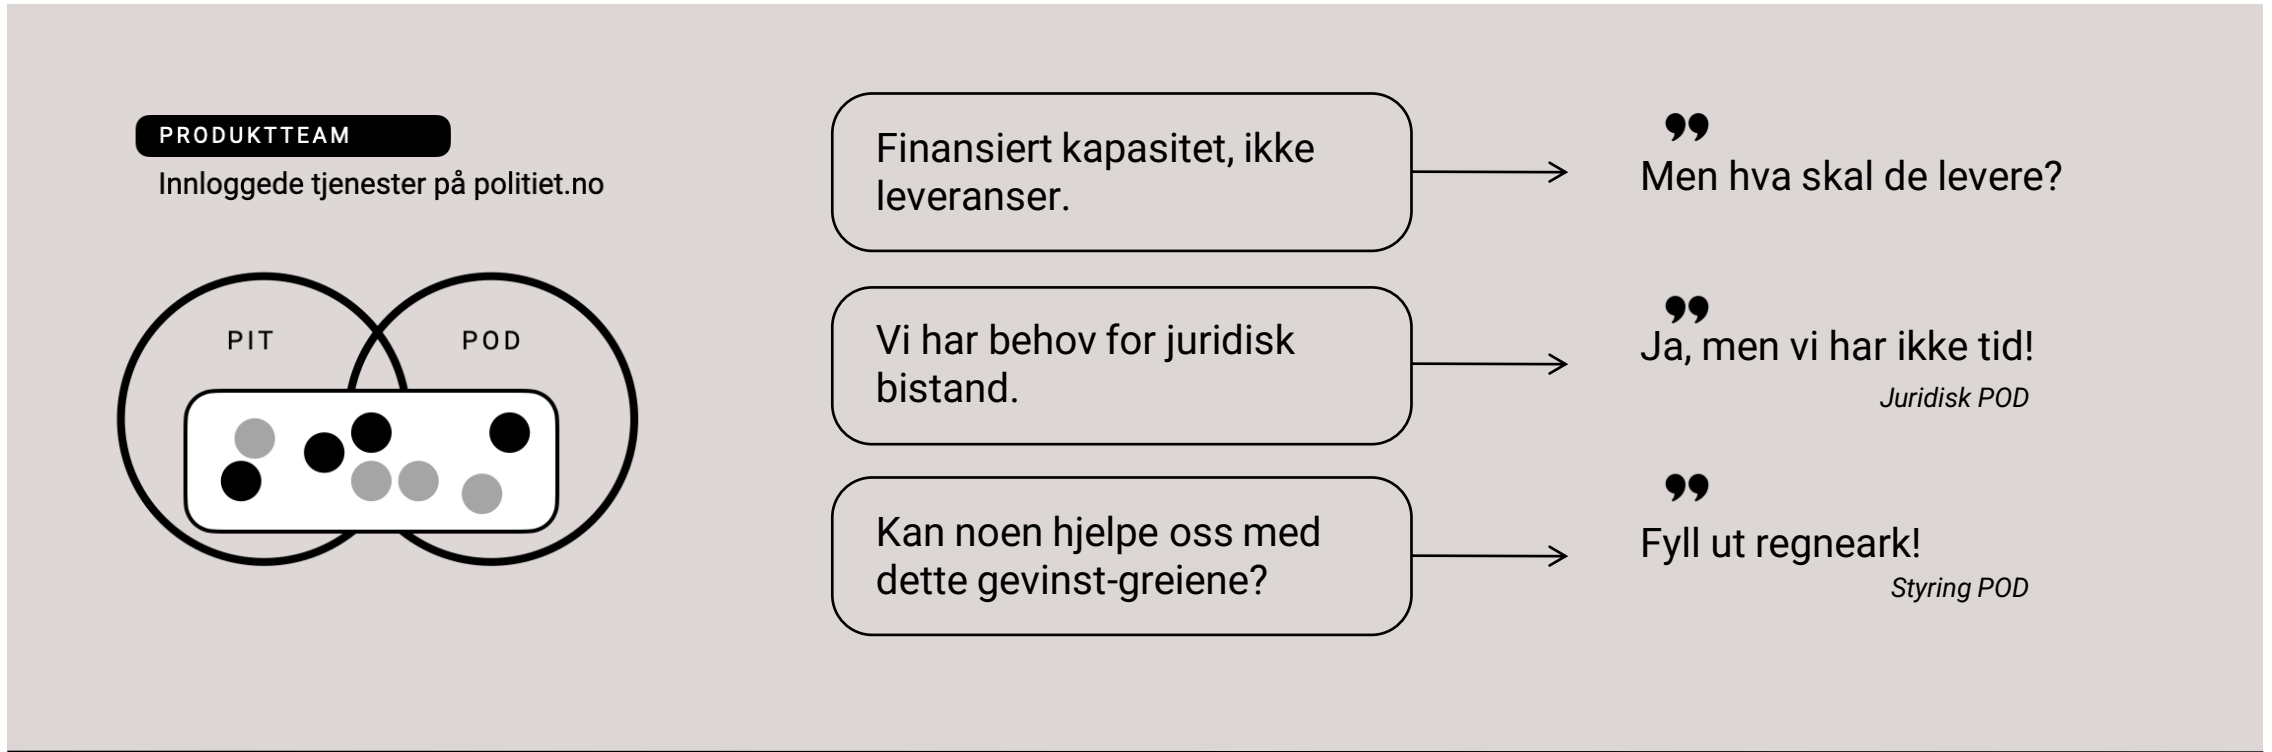 PRODUKTTEAM
Innloggede tjenester på politiet.no
PIT
POD
Finansiert kapasitet, ikke
leveranser.
”
Men hva skal de levere?
Vi har behov for juridisk
bistand.
”
Ja, men vi har ikke tid!
Juridisk POD
Kan noen hjelpe oss med
dette gevinst-greiene?
”
Fyll ut regneark!
Styring POD